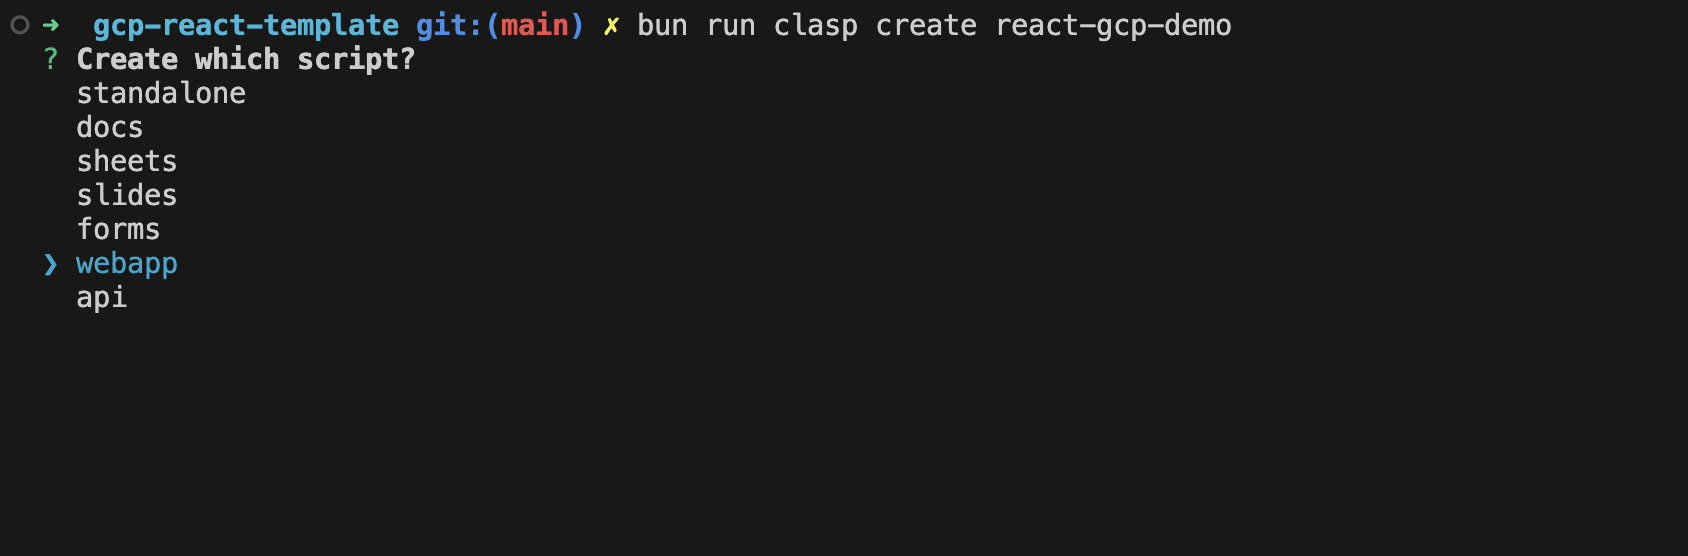 ➜  gcp-react-template git:(main) ✗ bun run clasp create react-gcp-demo
? Create which script?
standalone
docs
sheets
slides
forms
❯ webapp
api